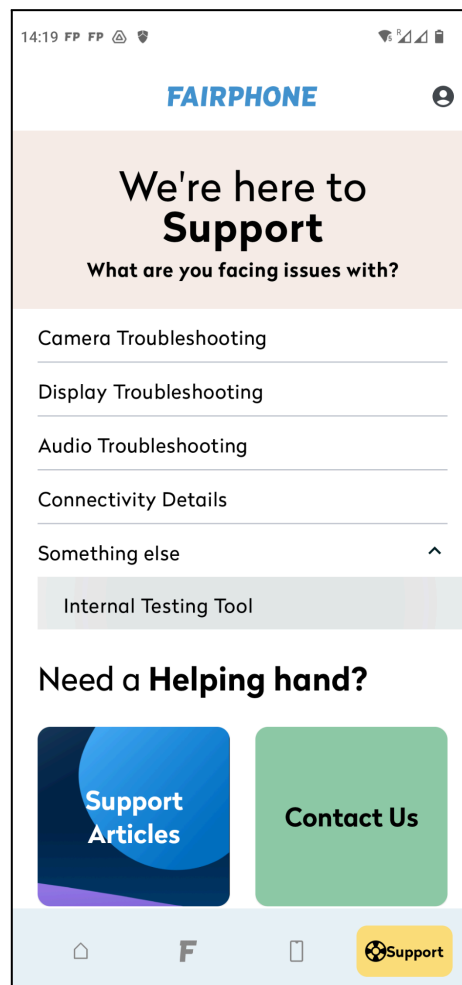 14:19 FP FP
R
FAIRPHONE
We're here to
Support
What are you facing issues with?
Camera Troubleshooting
Display Troubleshooting
Audio Troubleshooting
Connectivity Details
Something else
Internal Testing Tool
Need a Helping hand?
Support
Articles
Contact Us
F
Support